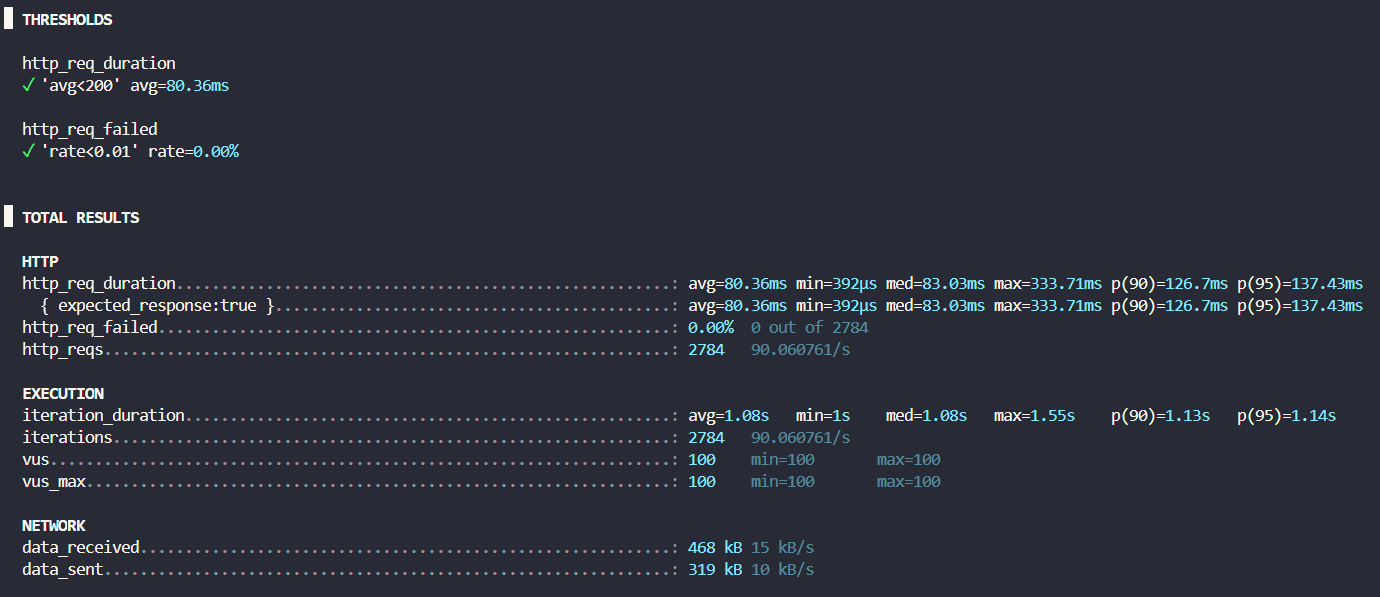 THRESHOLDS
http_req_duration
✓ 'avg<200' avg=80.36ms
http_req_failed
✓ 'rate<0.01' rate=0.00%
TOTAL RESULTS
HTTP
http_req_duration.......................................................: avg=80.36ms min=392µs med=83.03ms max=333.71ms p(90)=126.7ms p(95)=137.43ms
{ expected_response:true }............................................: avg=80.36ms min=392µs med=83.03ms max=333.71ms p(90)=126.7ms p(95)=137.43ms
http_req_failed.........................................................: 0.00% 0 out of 2784
http_reqs...............................................................: 2784 90.060761/s
EXECUTION
iteration_duration......................................................: avg=1.08s min=1s med=1.08s max=1.55s p(90)=1.13s p(95)=1.14s
iterations..............................................................: 2784 90.060761/s
vus.....................................................................: 100 min=100 max=100
vus_max.................................................................: 100 min=100 max=100
NETWORK
data_received...........................................................: 468 kB 15 kB/s
data_sent...............................................................: 319 kB 10 kB/s